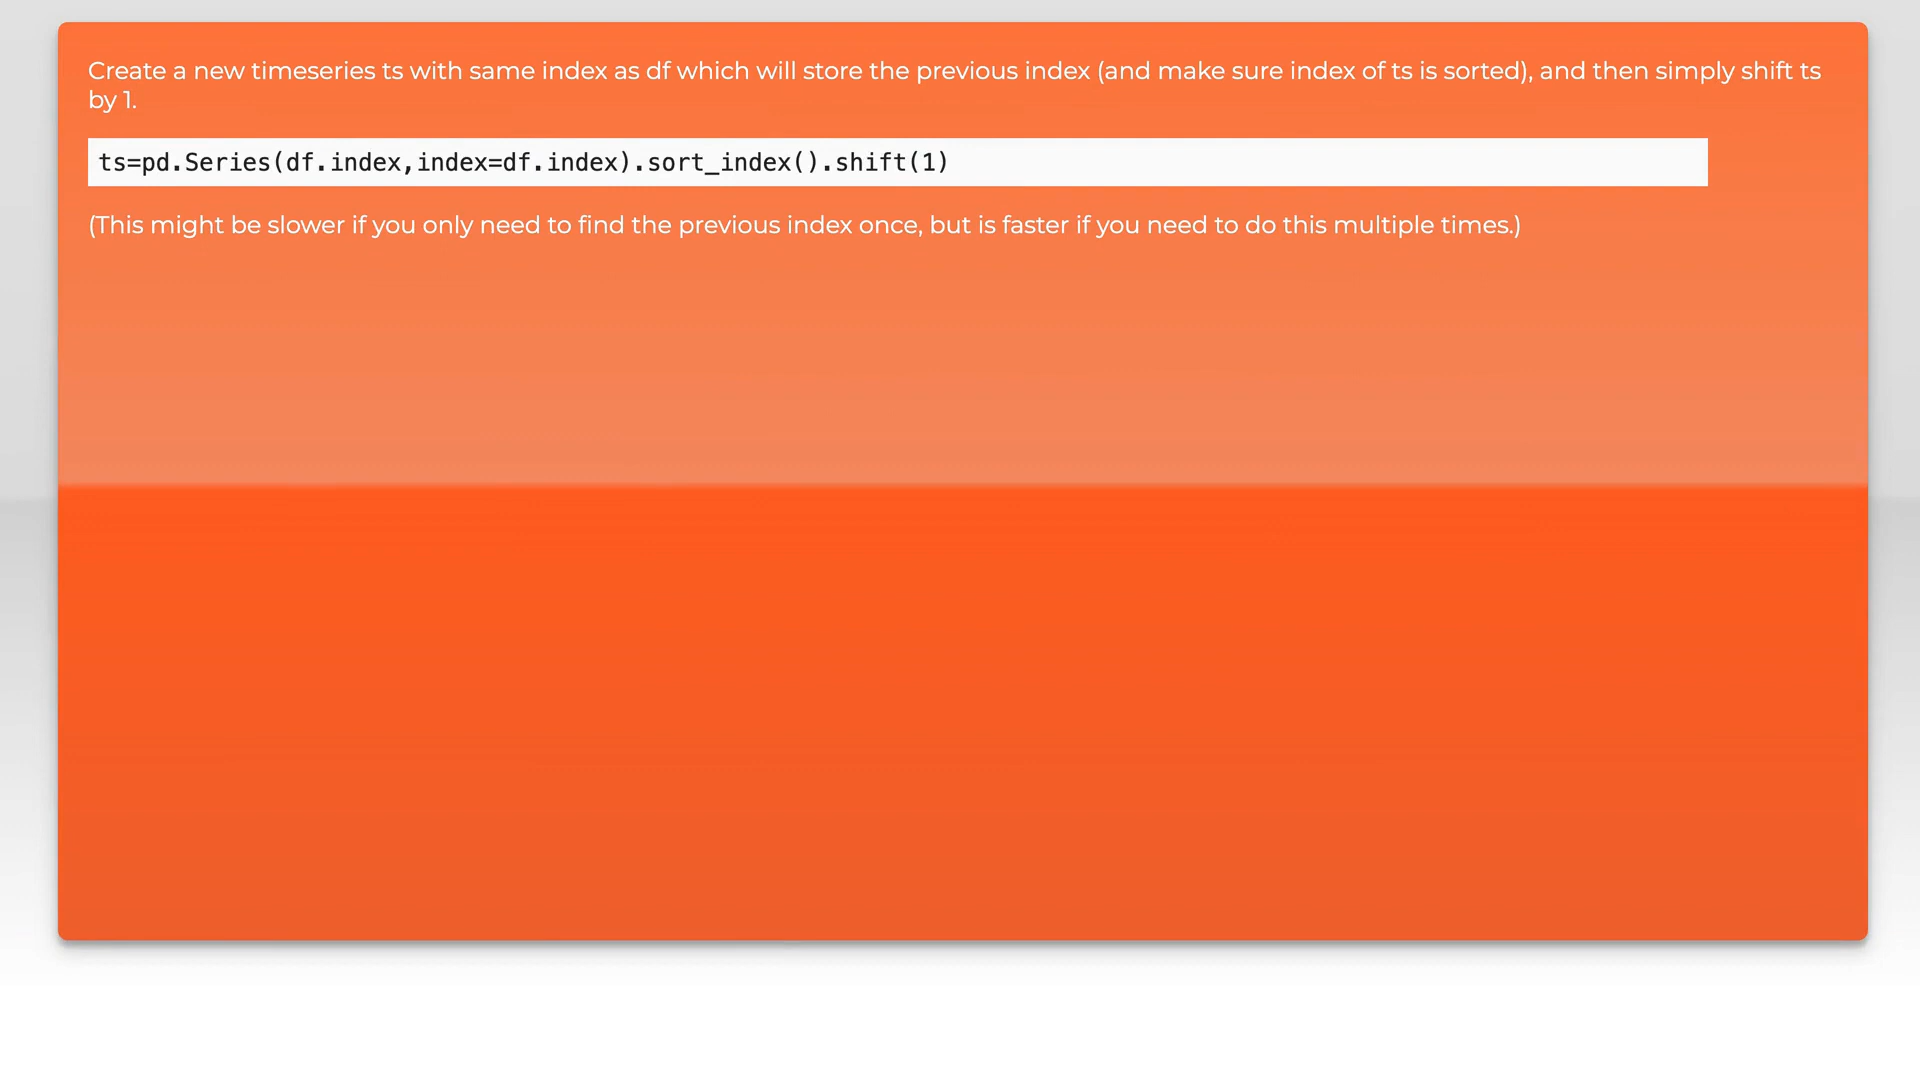 Create a new timeseries ts with same index as df which will store the previous index (and make sure index of ts is sorted), and then simply shift ts
by 1.
ts=pd.Series(df.index,index=df.index).sort_index().shift(1)
(This might be slower if you only need to find the previous index once, but is faster if you need to do this multiple times.)